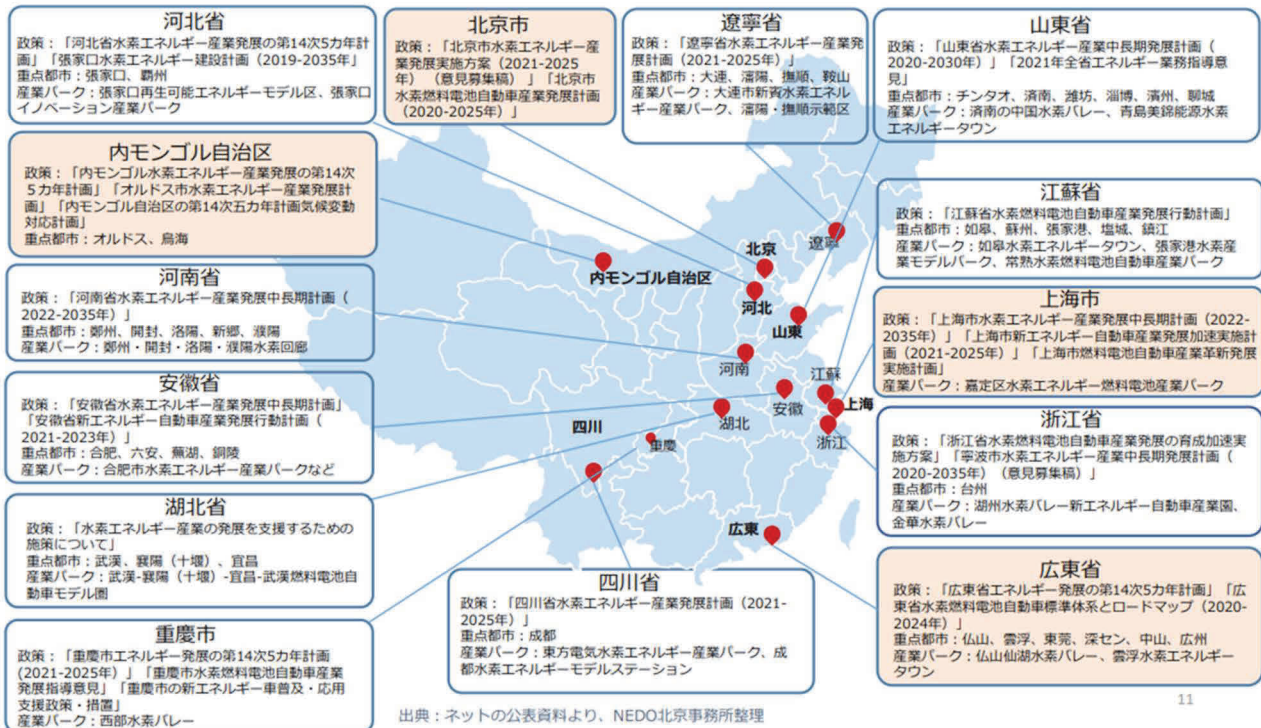 河北省
政策：「河北省水素エネルギー産業発展の第14次5カ年計
画」「張家口水素エネルギー建設計画（2019-2035年」
重点都市：張家口、覇州
産業パーク：張家口再生可能エネルギーモデル区、張家口
イノベーション産業パーク
北京市
政策：「北京市水素エネルギー産
業発展実施方案（2021-2025
年）（意見募集稿）」「北京市
水素燃料電池自動車産業発展計画
（2020-2025年）」
遼寧省
政策：「遼寧省水素エネルギー産業発
展計画（2021-2025年）」
重点都市：大連、瀋陽、撫順、鞍山
産業パーク：大連市新資水素エネル
ギー産業パーク、瀋陽・撫順示範区
山東省
政策：「山東省水素エネルギー産業中長期発展計画（
2020-2030年）」「2021年全省エネルギー業務指導意
見」
重点都市：チンタオ、済南、濰坊、淄博、濱州、聊城
産業パーク：済南の中国水素バレー、青島美錦能源水素
エネルギータウン
内モンゴル自治区
政策：「内モンゴル水素エネルギー産業発展の第14次
５カ年計画」「オルドス市水素エネルギー産業発展計
画」「内モンゴル自治区の第14次五カ年計画気候変動
対応計画」
重点都市：オルドス、烏海
江蘇省
政策：「江蘇省水素燃料電池自動車産業発展行動計画」
重点都市：如皋、蘇州、張家港、塩城、鎮江
産業パーク：如皋水素エネルギータウン、張家港水素産
業モデルパーク、常熟水素燃料電池自動車産業パーク
河南省
政策：「河南省水素エネルギー産業発展中長期計画（
2022-2035年）」
重点都市：鄭州、開封、洛陽、新郷、濮陽
産業パーク：鄭州・開封・洛陽・濮陽水素回廊
上海市
政策：「上海市水素エネルギー産業発展中長期計画（2022-
2035年）」「上海市新エネルギー自動車産業発展加速実施計
画（2021-2025年）」「上海市燃料電池自動車産業革新発展
実施計画」
産業パーク：嘉定区水素エネルギー燃料電池産業パーク
安徽省
政策：「安徽省水素エネルギー産業発展中長期計画」
「安徽省新エネルギー自動車産業発展行動計画（
2021-2023年）」
重点都市：合肥、六安、蕪湖、銅陵
産業パーク：合肥市水素エネルギー産業パークなど
浙江省
政策：「浙江省水素燃料電池自動車産業発展の育成加速実
施方案」「寧波市水素エネルギー産業中長期発展計画（
2020-2035年）（意見募集稿）」
重点都市：台州
産業パーク：湖州水素バレー新エネルギー自動車産業園、
金華水素バレー
湖北省
政策：「水素エネルギー産業の発展を支援するための
施策について」
重点都市：武漢、襄陽（十堰）、宜昌
産業パーク：武漢-襄陽（十堰）-宜昌-武漢燃料電池自
動車モデル圏
四川省
政策：「四川省水素エネルギー産業発展計画（2021-
2025年）」
重点都市：成都
産業パーク：東方電気水素エネルギー産業パーク、成
都水素エネルギーモデルステーション
広東省
政策：「広東省エネルギー発展の第14次5カ年計画」「広
東省水素燃料電池自動車標準体系とロードマップ（2020-
2024年）」
重点都市：仏山、雲浮、東莞、深セン、中山、広州
産業パーク：仏山仙湖水素バレー、雲浮水素エネルギー
タウン
重慶市
政策：「重慶市エネルギー発展の第14次5カ年計画
(2021-2025年）」「重慶市水素燃料電池自動車産業
発展指導意見」「重慶市の新エネルギー車普及・応用
支援政策・措置」
産業パーク：西部水素バレー
遼寧
北京
内モンゴル自治区
河北
山東
河南
江蘇
安徽
上海
湖北
浙江
四川
重慶
広東
出典：ネットの公表資料より、NEDO北京事務所整理
11